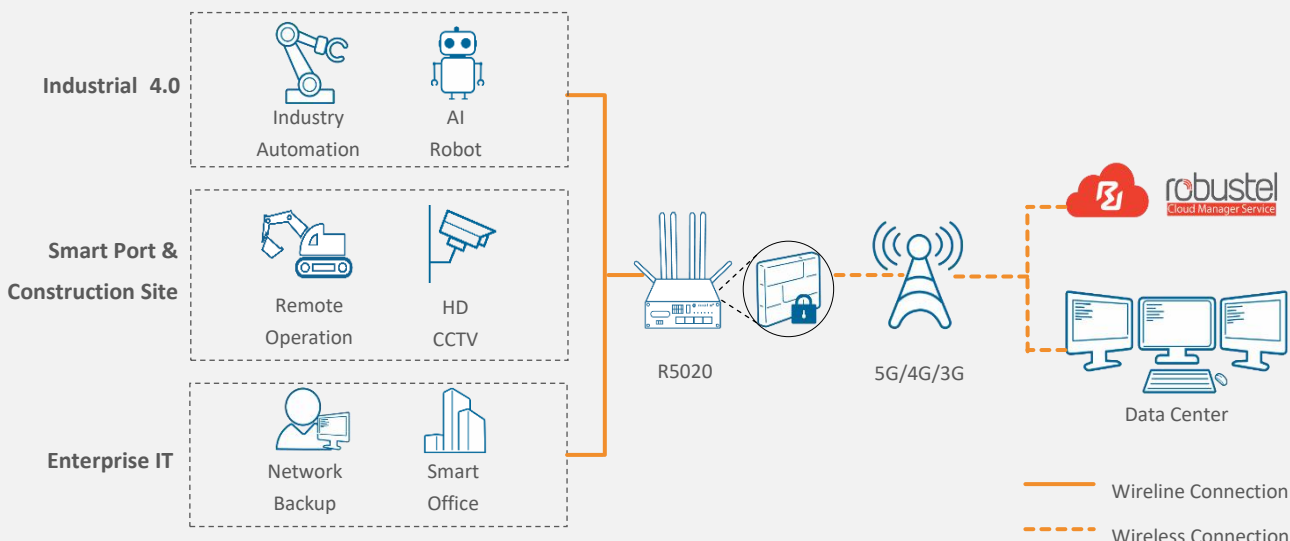 Industrial 4.0
Industry
Automation
AI
Robot
Smart Port &
Construction Site
Remote
Operation
HD
CCTV
Enterprise IT
Network
Backup
Smart
Office
R5020
5G/4G/3G
robustel
Cloud Manager Service
Data Center
Wireline Connection
Wireless Connection